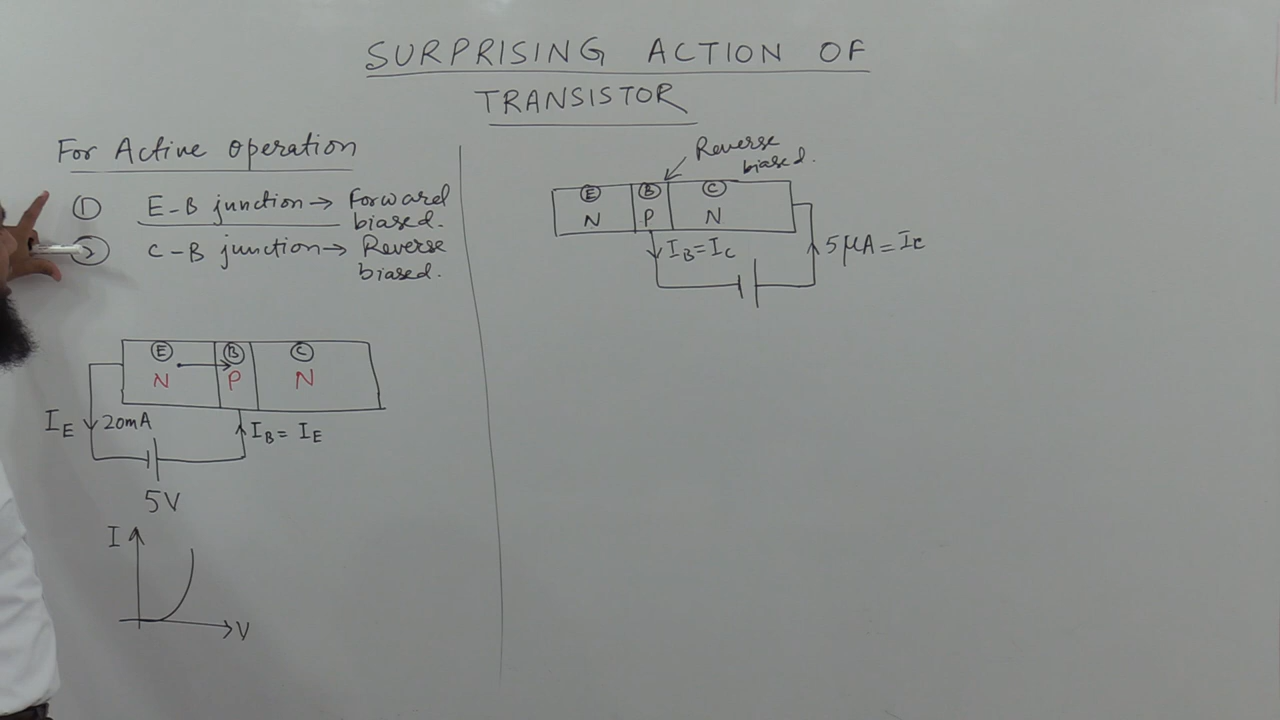 SURPRISING ACTION OF
TRANSISTOR
For Active Operation
① E-B junction → Forward
biased.
② C-B junction → Reverse
biased.
E B C
N P N
I_E 20mA
I_B = I_E
5V
I
V
Reverse
biased.
E B C
N P N
I_B = I_C
5μA = I_C